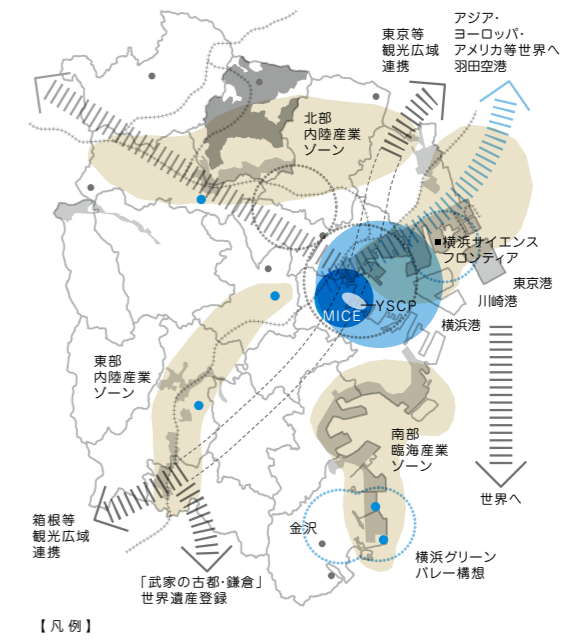 東京等
観光広域
連携
アジア・
ヨーロッパ・
アメリカ等世界へ
羽田空港
北部
内陸産業
ゾーン
■横浜サイエンス
フロンティア
東京港
川崎港
横浜港
YSCP
MICE
東部
内陸産業
ゾーン
南部
臨海産業
ゾーン
世界へ
箱根等
観光広域
連携
金沢
「武家の古都・鎌倉」
世界遺産登録
横浜グリーン
バレー構想
【凡例】